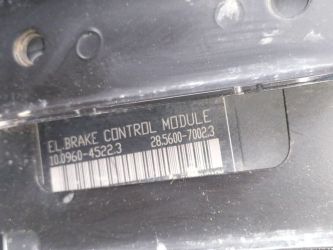 EL.BRAKE CONTROL MODULE
10.0960-4522.3 28.5600-7002.3